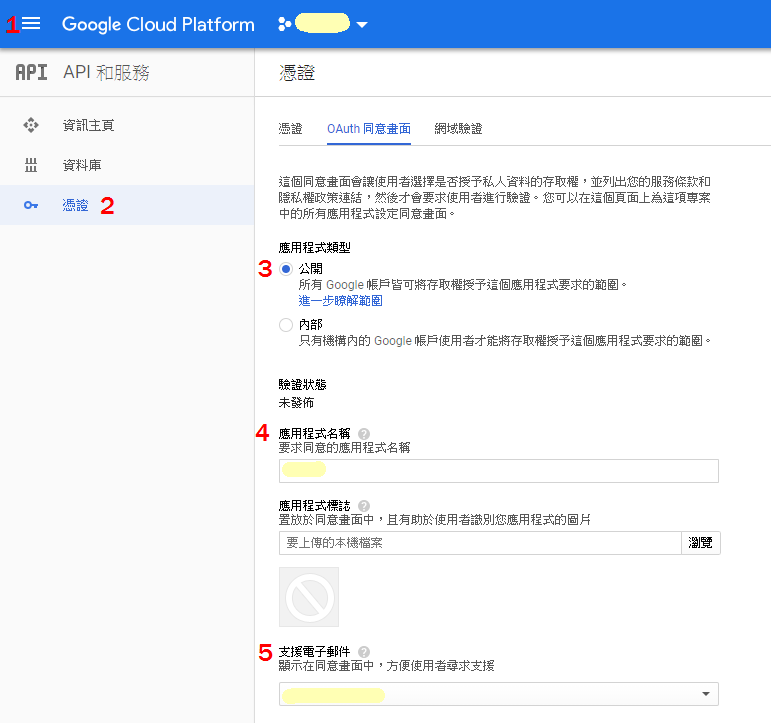 1 Google Cloud Platform
API API 和服務
憑證
資訊主頁
資料庫
憑證 2
憑證 OAuth 同意畫面 網域驗證
這個同意畫面會讓使用者選擇是否授予私人資料的存取權，並列出您的服務條款和
隱私權政策連結，然後才會要求使用者進行驗證。您可以在這個頁面上為這項專案
中的所有應用程式設定同意畫面。
應用程式類型
3 公開
所有 Google 帳戶皆可將存取權授予這個應用程式要求的範圍。
進一步瞭解範圍
內部
只有機構內的 Google 帳戶使用者才能將存取權授予這個應用程式要求的範圍。
驗證狀態
未發佈
4 應用程式名稱 ?
要求同意的應用程式名稱
應用程式標誌 ?
置放於同意畫面中，且有助於使用者識別您應用程式的圖片
要上傳的本機檔案 瀏覽
5 支援電子郵件 ?
顯示在同意畫面中，方便使用者尋求支援